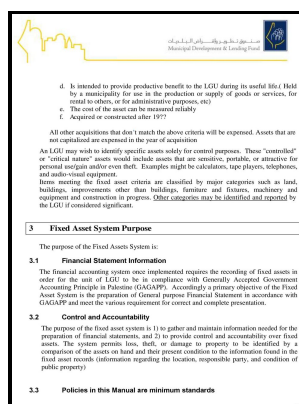 صندوق تطوير وإقراض البلديات
Municipal Development & Lending Fund
d. Is intended to provide productive benefit to the LGU during its useful life.( Held
by a municipality for use in the production or supply of goods or services, for
rental to others, or for administrative purposes, etc)
e. The cost of the asset can be measured reliably
f. Acquired or constructed after 19??
All other acquisitions that don't match the above criteria will be expensed. Assets that are
not capitalized are expensed in the year of acquisition
An LGU may wish to identify specific assets solely for control purposes. These "controlled"
or "critical nature" assets would include assets that are sensitive, portable, or attractive for
personal use/gain and/or even theft. Examples might be calculators, tape players, telephones,
and audio-visual equipment.
Items meeting the fixed asset criteria are classified by major categories such as land,
buildings, improvements other than buildings, furniture and fixtures, machinery and
equipment and construction in progress. Other categories may be identified and reported by
the LGU if considered significant.
3 Fixed Asset System Purpose
The purpose of the Fixed Assets System is:
3.1 Financial Statement Information
The financial accounting system once implemented requires the recording of fixed assets in
order for the unit of LGU to be in compliance with Generally Accepted Government
Accounting Principle in Palestine (GAGAPP). Accordingly a primary objective of the Fixed
Asset System is the preparation of General purpose Financial Statement in accordance with
GAGAPP and meet the various requirement for correct and complete presentation.
3.2 Control and Accountability
The purpose of the fixed asset system is 1) to gather and maintain information needed for the
preparation of financial statements, and 2) to provide control and accountability over fixed
assets. The system permits loss, theft, or damage to property to be identified by a
comparison of the assets on hand and their present condition to the information found in the
fixed asset records (information regarding the location, responsible party, and condition of
public property)
3.3 Policies in this Manual are minimum standards